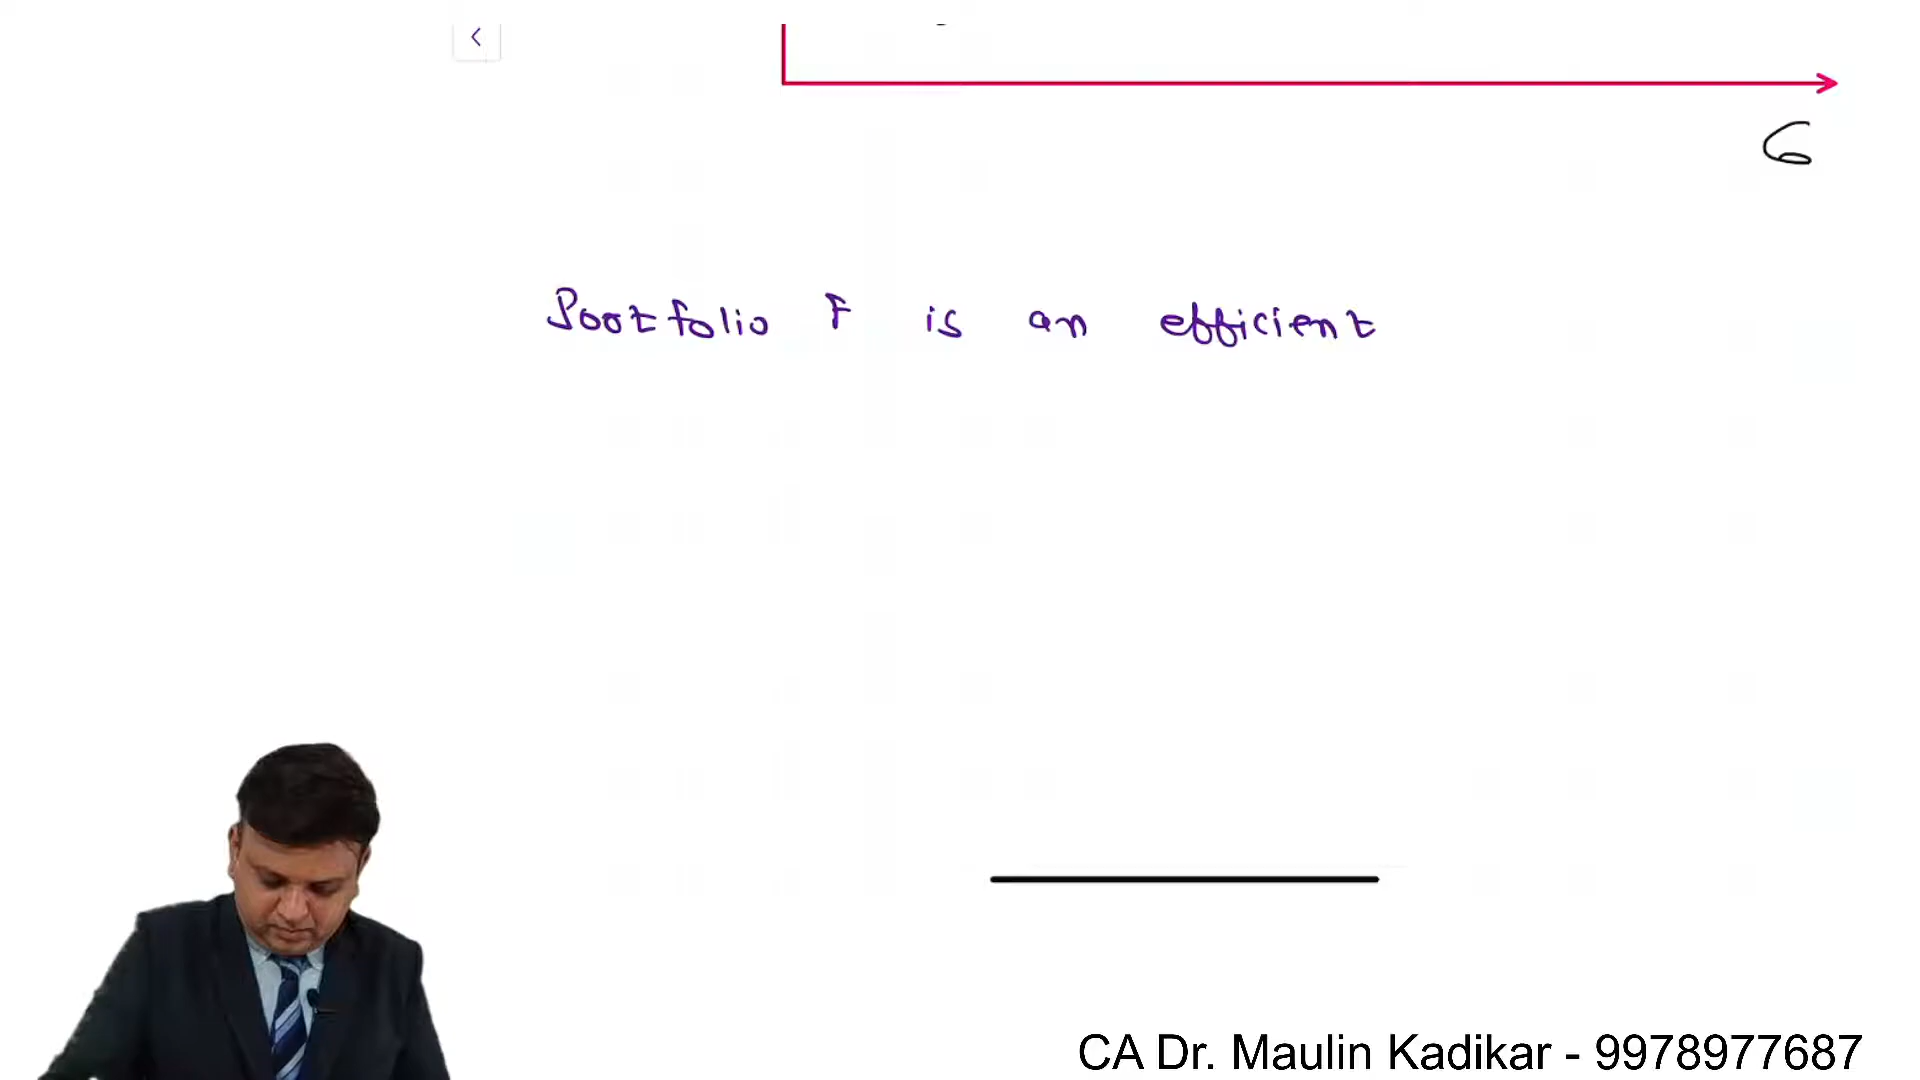 σ
Portfolio F is an efficient
CA Dr. Maulin Kadikar - 9978977687